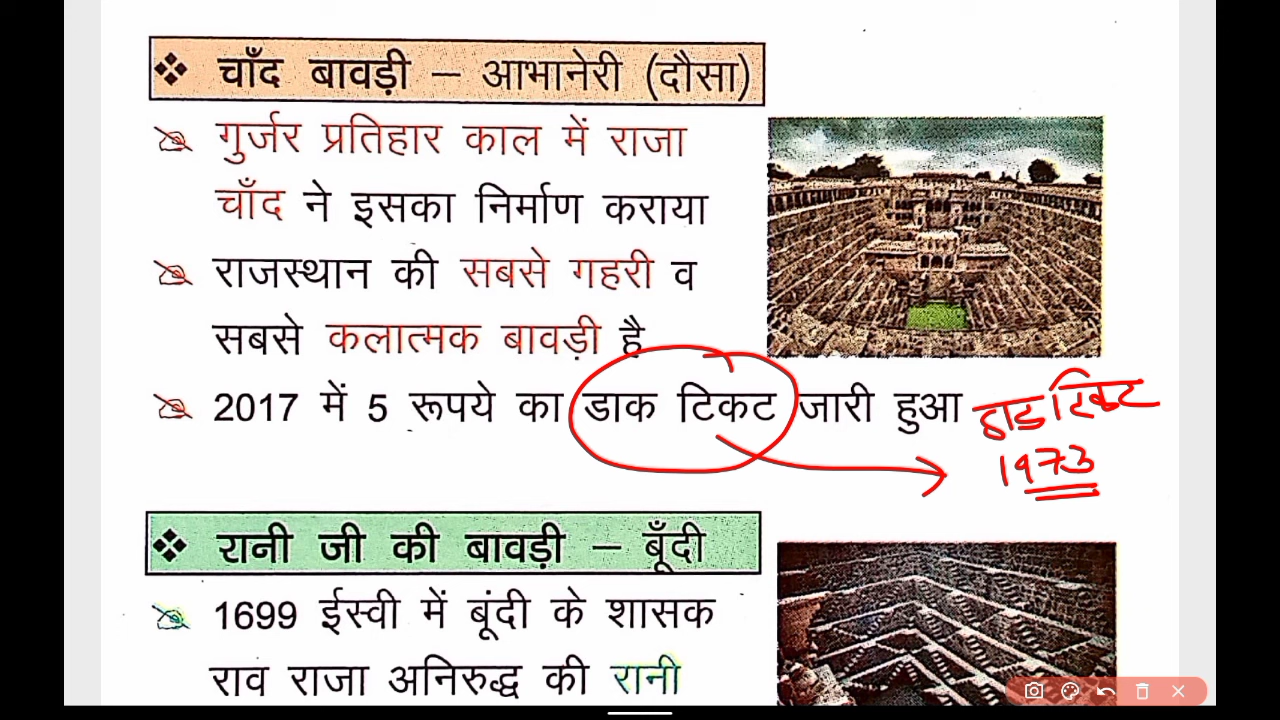 ❖ चाँद बावड़ी – आभानेरी (दौसा)
गुर्जर प्रतिहार काल में राजा
चाँद ने इसका निर्माण कराया
राजस्थान की सबसे गहरी व
सबसे कलात्मक बावड़ी है
2017 में 5 रूपये का डाक टिकट जारी हुआ
डाक टिकट
1973
❖ रानी जी की बावड़ी – बूँदी
1699 ईस्वी में बूंदी के शासक
राव राजा अनिरुद्ध की रानी